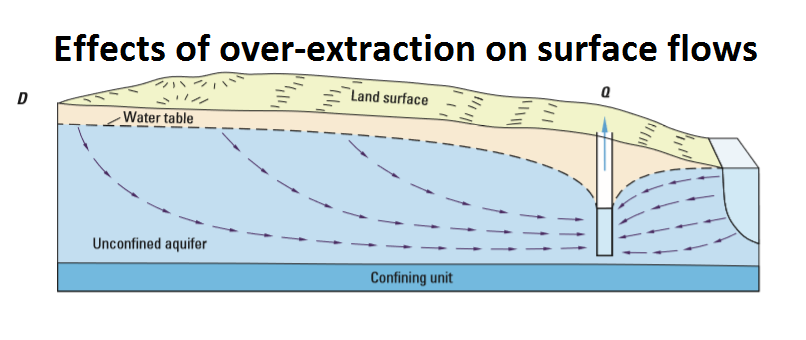 Effects of over-extraction on surface flows
D
Q
Land surface
Water table
Unconfined aquifer
Confining unit